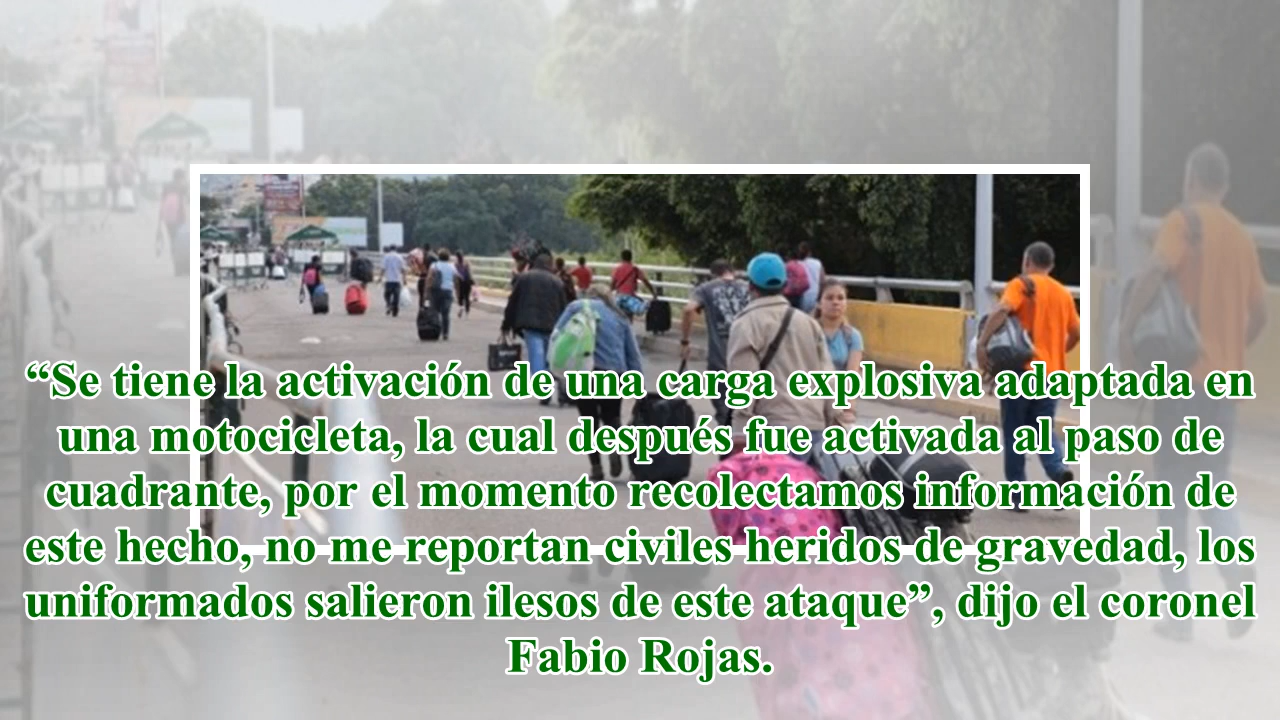 “Se tiene la activación de una carga explosiva adaptada en
una motocicleta, la cual después fue activada al paso de
cuadrante, por el momento recolectamos información de
este hecho, no me reportan civiles heridos de gravedad, los
uniformados salieron ilesos de este ataque”, dijo el coronel
Fabio Rojas.